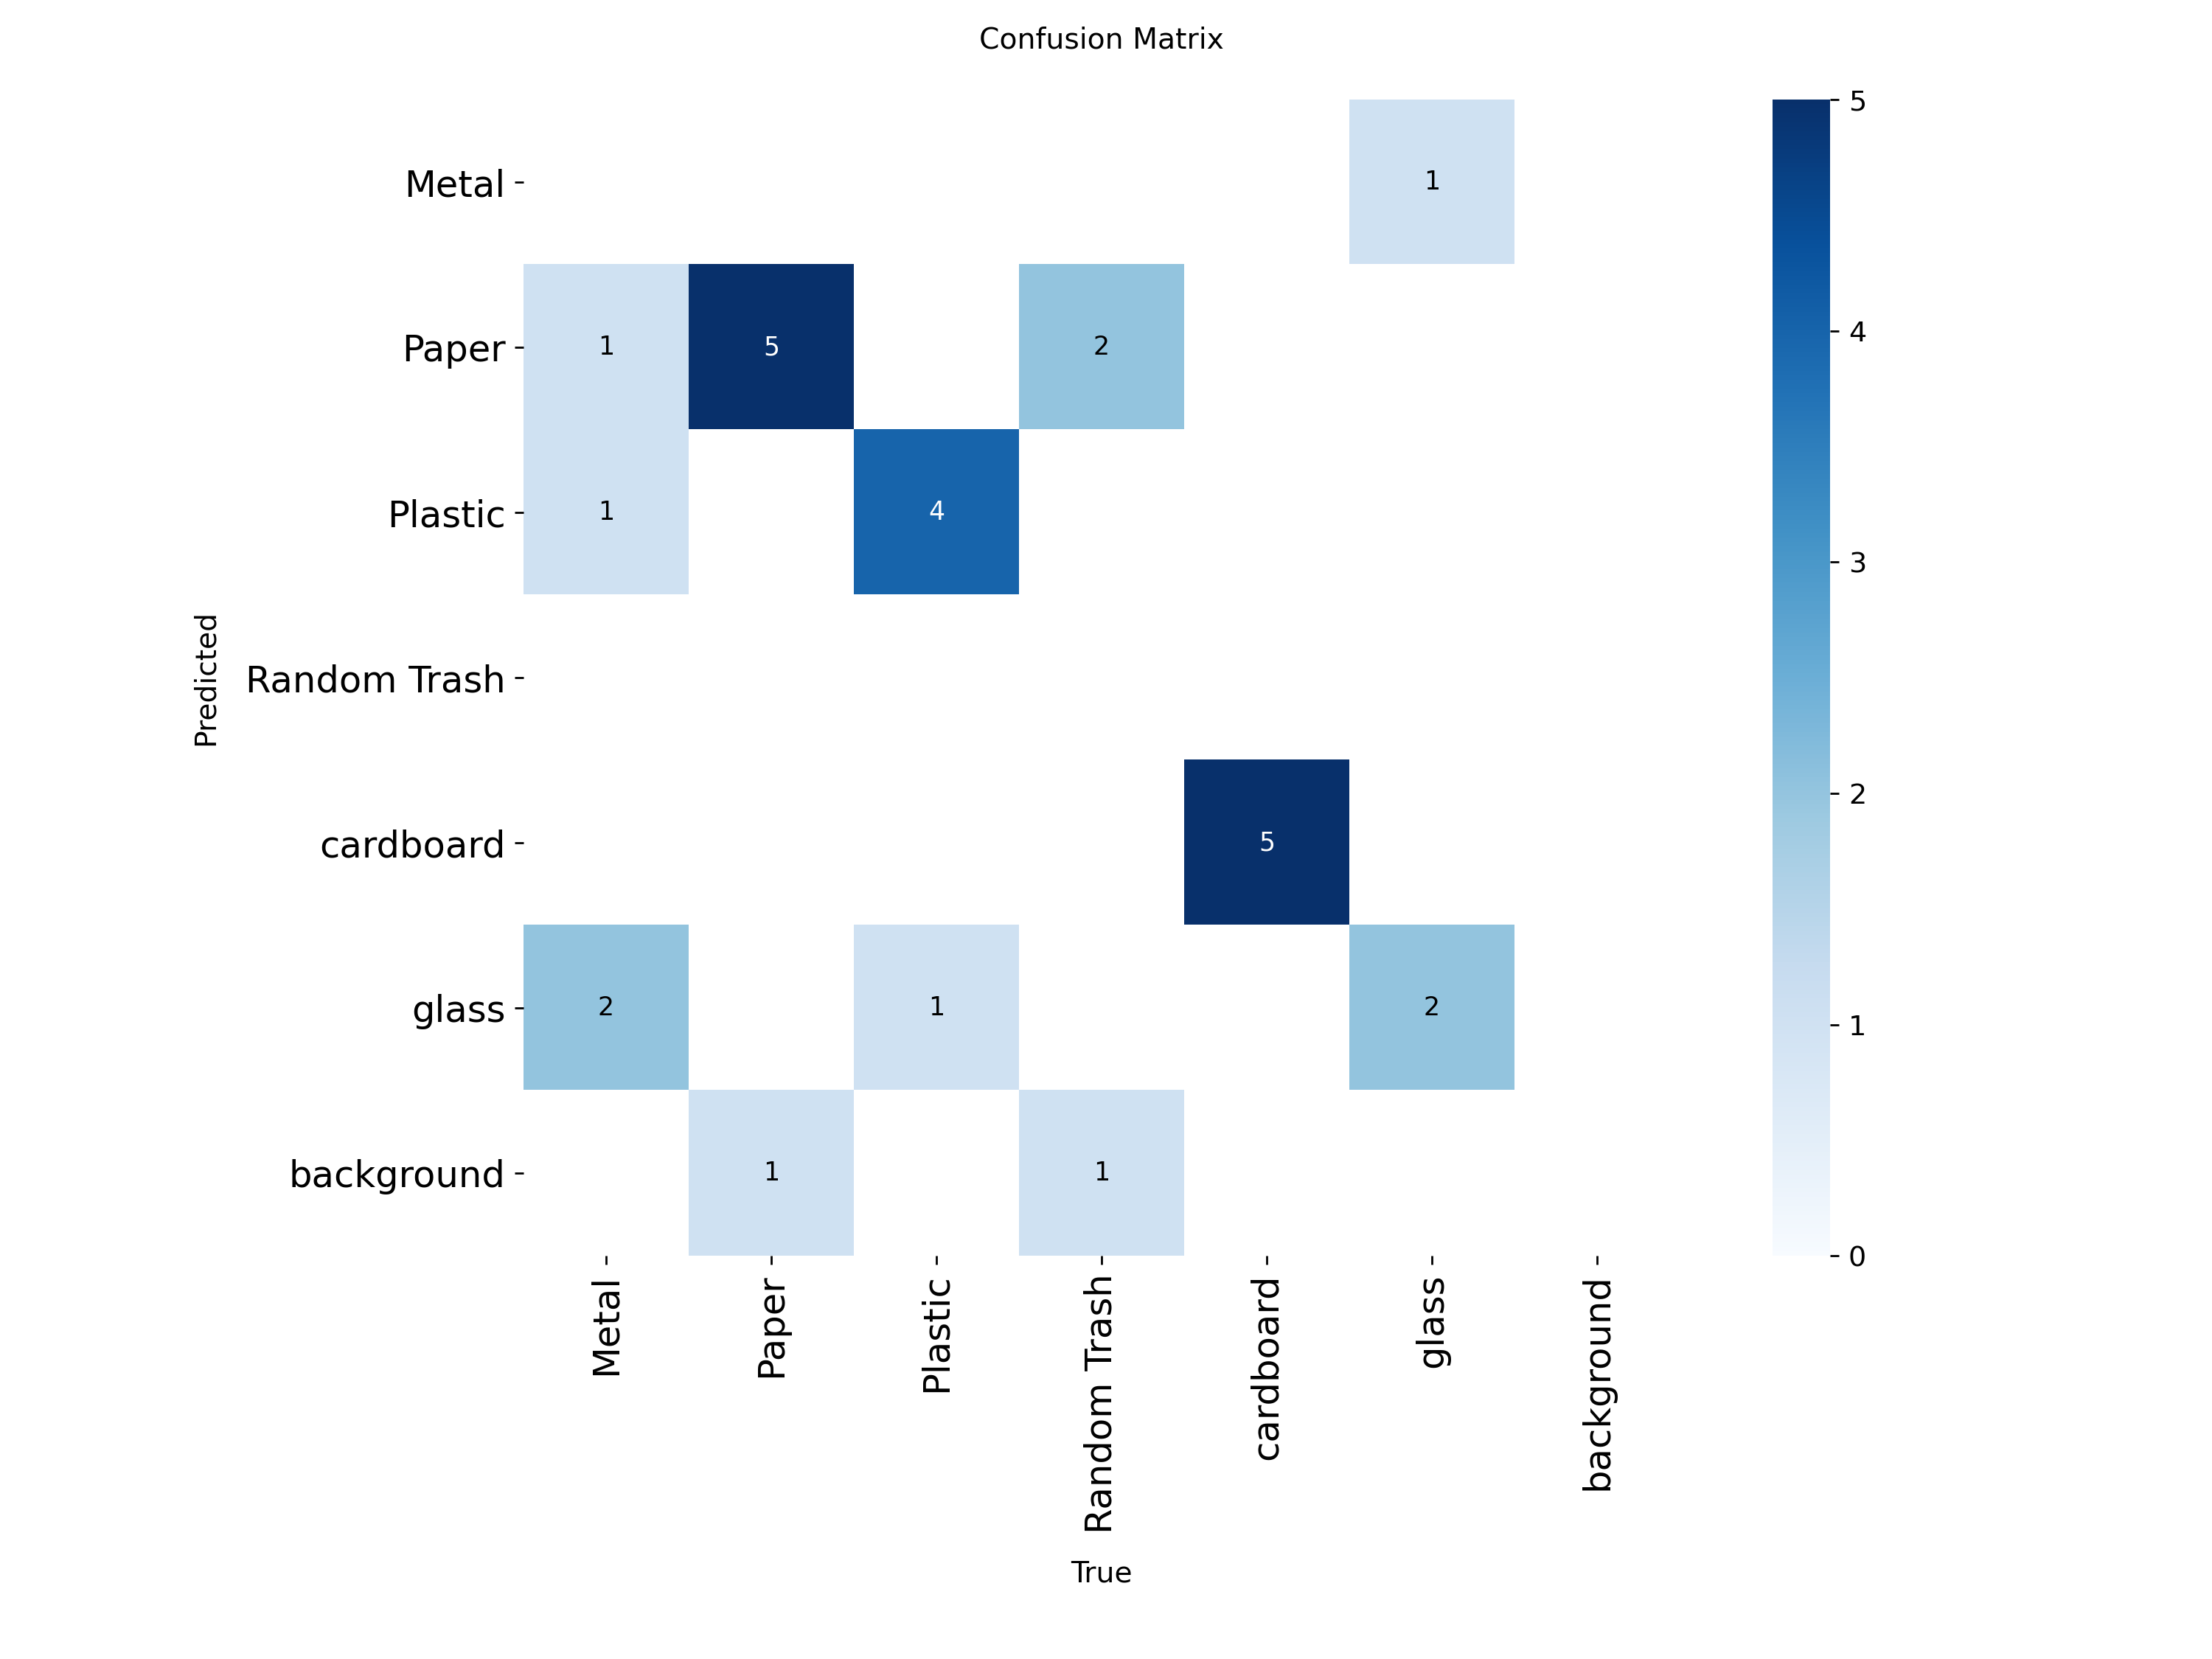 Confusion Matrix
Metal
1
Paper
1 5 2
Plastic
1 4
Random Trash
cardboard
5
glass
2 1 2
background
1 1
Predicted
Metal
Paper
Plastic
Random Trash
cardboard
glass
background
True
5
4
3
2
1
0